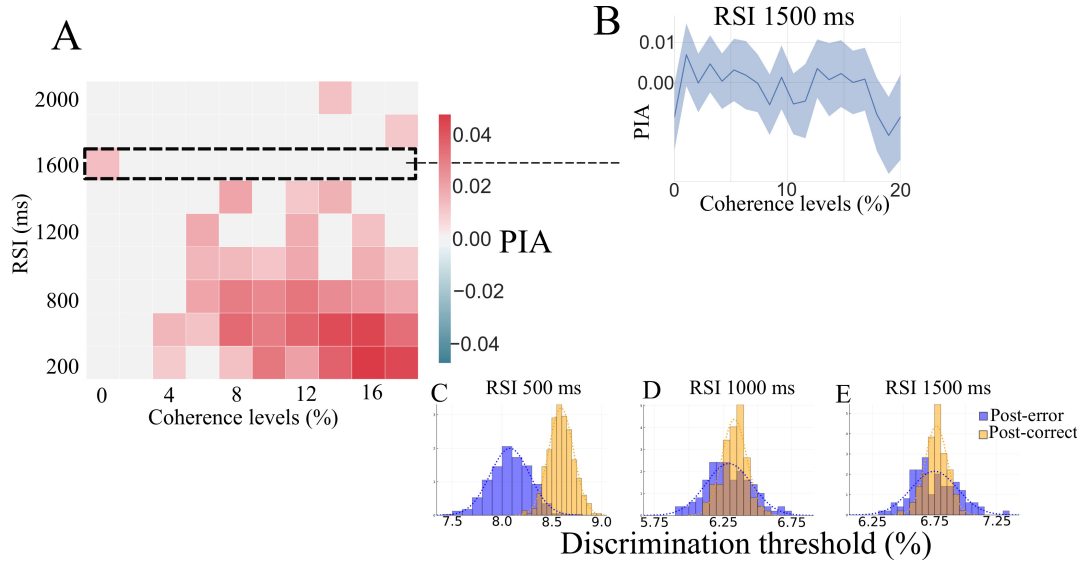 A
RSI (ms)
2000
1600
1200
800
200
0
4
8
12
16
Coherence levels (%)
0.04
0.02
0.00
−0.02
−0.04
PIA
B
RSI 1500 ms
PIA
0.01
0.00
0
10
20
Coherence levels (%)
C
RSI 500 ms
7.5
8.0
8.5
9.0
D
RSI 1000 ms
5.75
6.25
6.75
E
RSI 1500 ms
6.25
6.75
7.25
Post-error
Post-correct
Discrimination threshold (%)